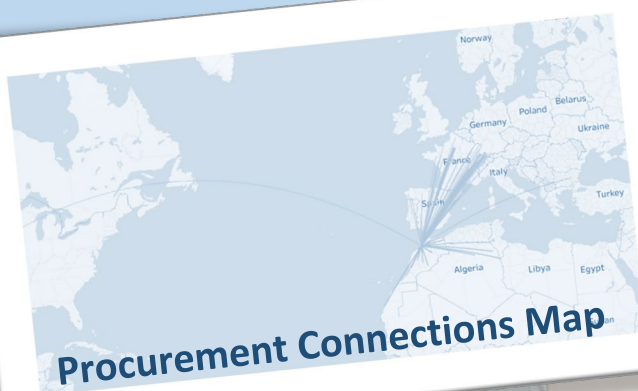 Norway
Belarus
Poland
Germany
Ukraine
France
Italy
Spain
Turkey
Algeria
Libya
Egypt
Procurement Connections Map